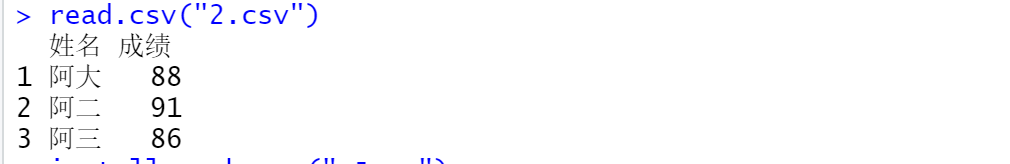 > read.csv("2.csv")
姓名 成绩
1 阿大 88
2 阿二 91
3 阿三 86